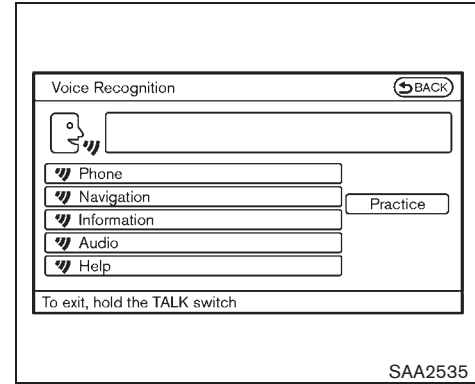 Voice Recognition
BACK
Phone
Navigation
Practice
Information
Audio
Help
To exit, hold the TALK switch
SAA2535